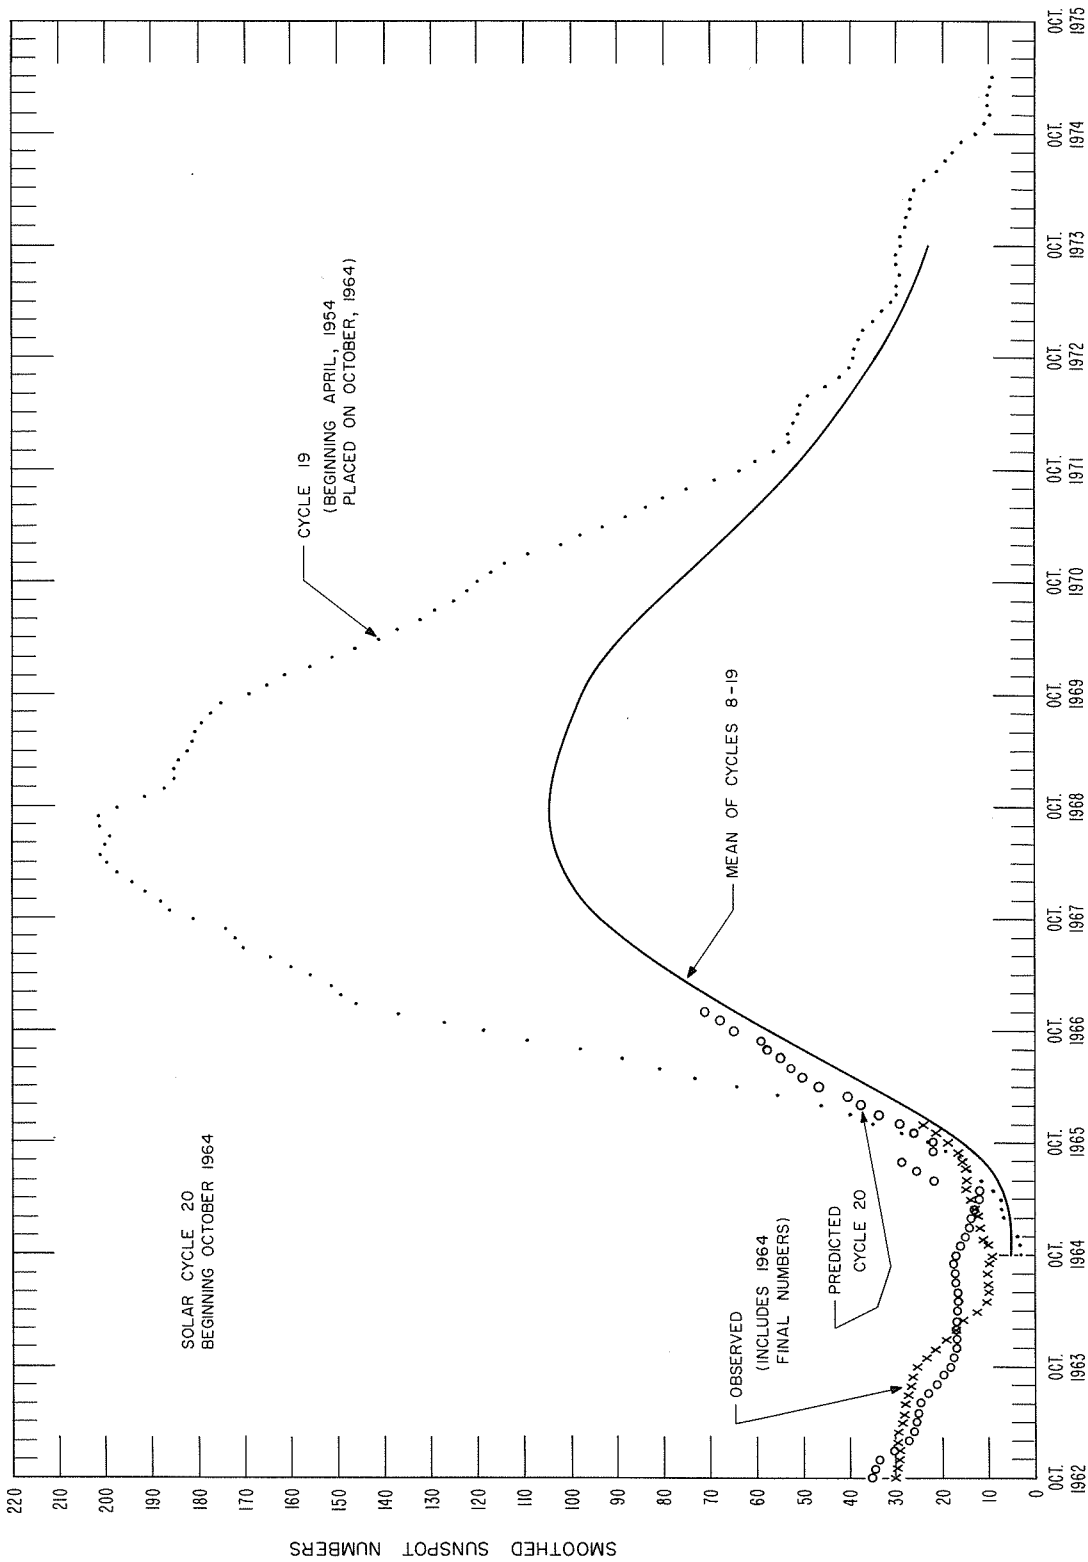 SMOOTHED SUNSPOT NUMBERS
220
210
200
190
180
170
160
150
140
130
120
110
100
90
80
70
60
50
40
30
20
10
0
SOLAR CYCLE 20
BEGINNING OCTOBER 1964
CYCLE 19
(BEGINNING APRIL, 1954
PLACED ON OCTOBER, 1964)
MEAN OF CYCLES 8-19
OBSERVED
(INCLUDES 1964
FINAL NUMBERS)
PREDICTED
CYCLE 20
OCT.
1962
OCT.
1963
OCT.
1964
OCT.
1965
OCT.
1966
OCT.
1967
OCT.
1968
OCT.
1969
OCT.
1970
OCT.
1971
OCT.
1972
OCT.
1973
OCT.
1974
OCT.
1975